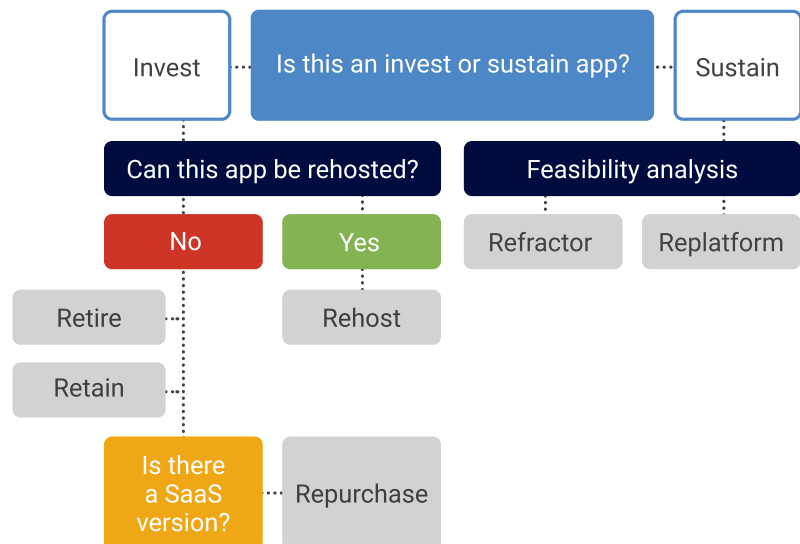 Invest
Is this an invest or sustain app?
Sustain
Can this app be rehosted?
Feasibility analysis
No
Yes
Refractor
Replatform
Retire
Rehost
Retain
Is there
a SaaS
version?
Repurchase